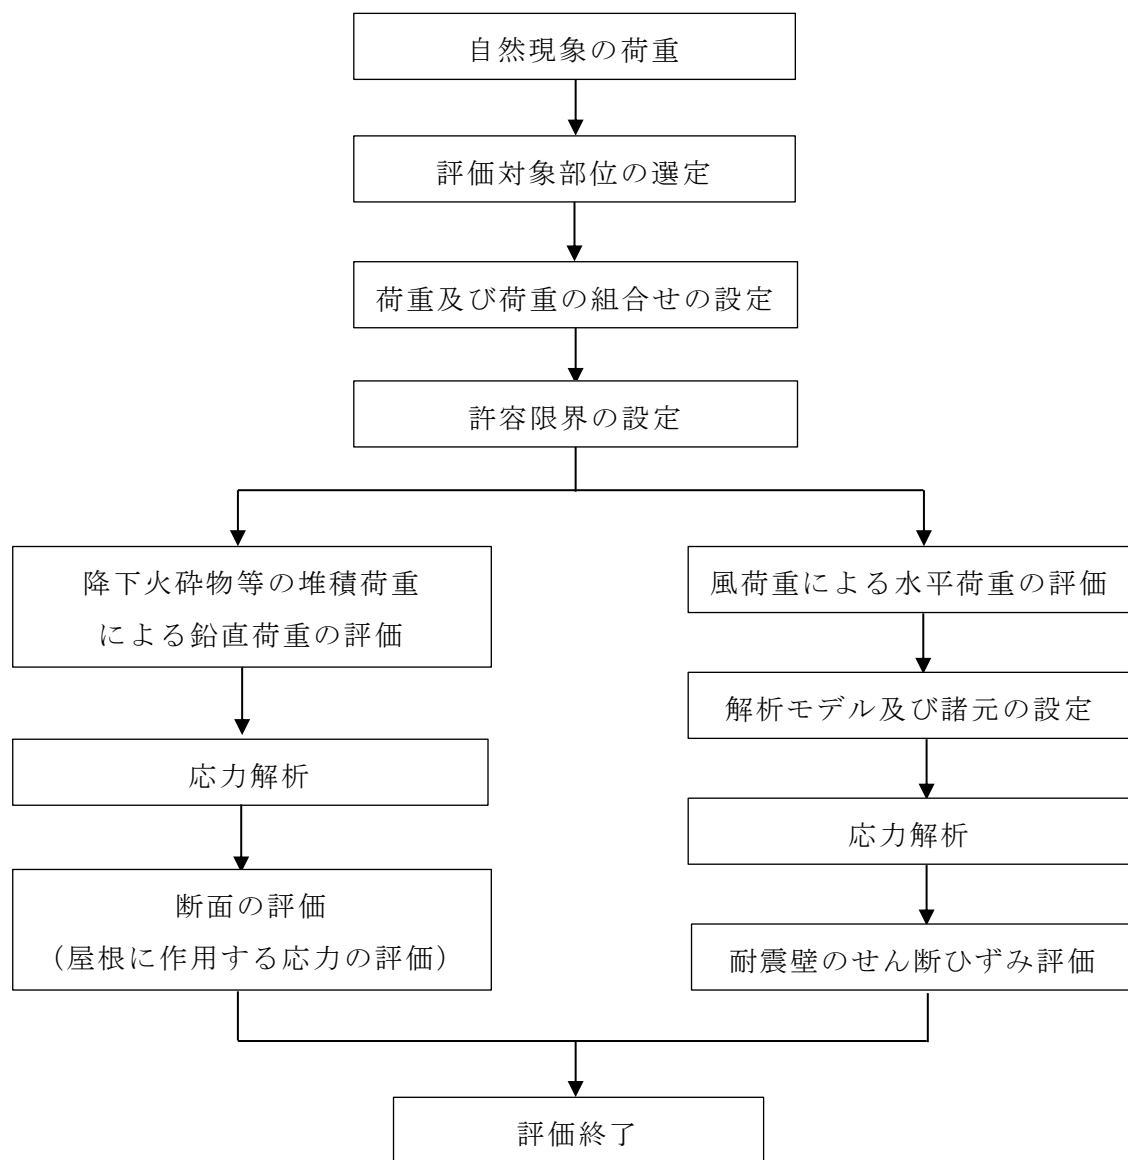 自然現象の荷重
評価対象部位の選定
荷重及び荷重の組合せの設定
許容限界の設定
降下火砕物等の堆積荷重
による鉛直荷重の評価
応力解析
断面の評価
(屋根に作用する応力の評価)
風荷重による水平荷重の評価
解析モデル及び諸元の設定
応力解析
耐震壁のせん断ひずみ評価
評価終了